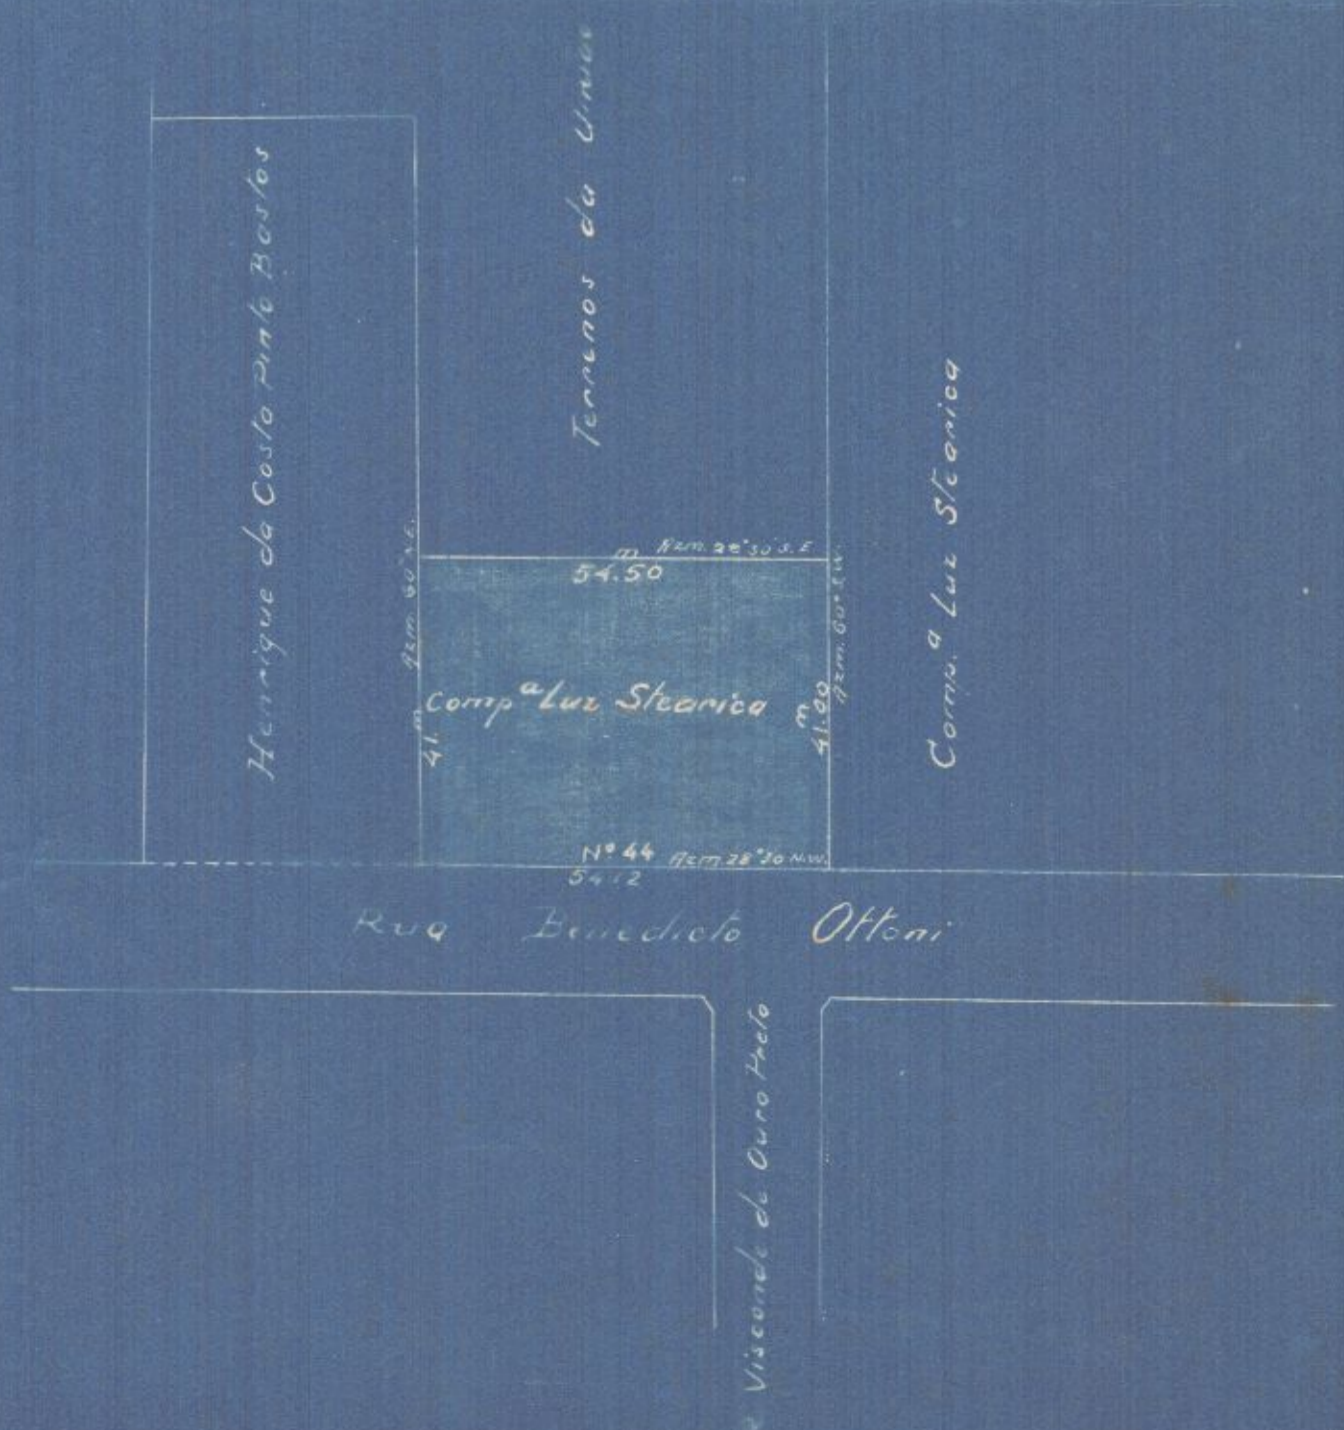 Henrique da Costa Pinto Bastos
Terrenos da União
Compª Luz Stearica
Comp.ª Luz Stearica
Azm. 28°30' S. E
m
54.50
Azm. 60° N.E.
41. m
Azm. 60° S.W.
41.00 m
Nº 44 Azm 28°30 N.W.
54.12
Rua Benedicto Ottoni
Visconde de Ouro Preto